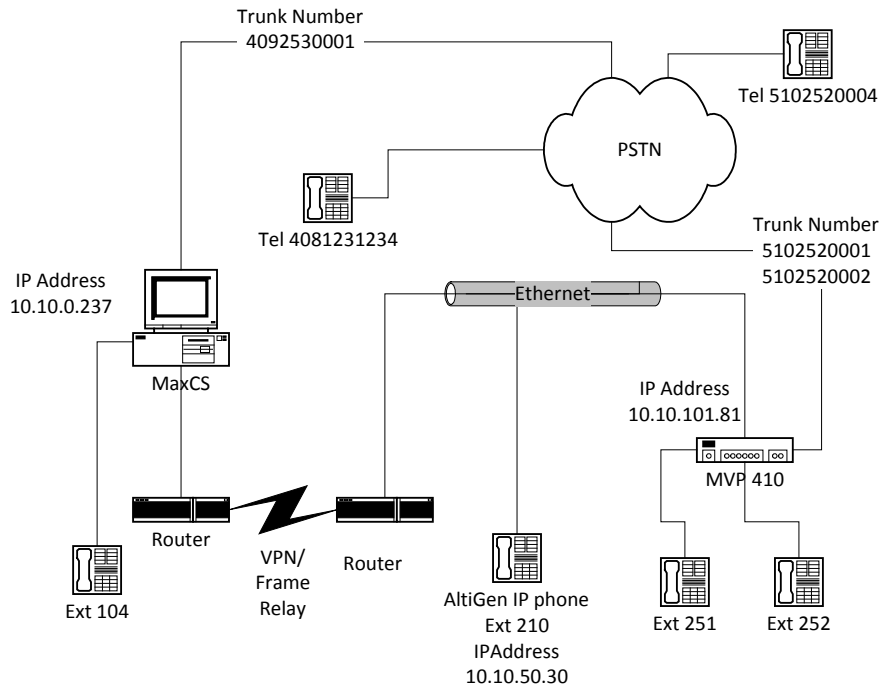 Trunk Number
4092530001
Tel 5102520004
PSTN
Tel 4081231234
Trunk Number
5102520001
5102520002
IP Address
10.10.0.237
Ethernet
MaxCS
IP Address
10.10.101.81
MVP 410
Router
VPN/
Frame
Relay
Router
Ext 104
AltiGen IP phone
Ext 210
IPAddress
10.10.50.30
Ext 251
Ext 252